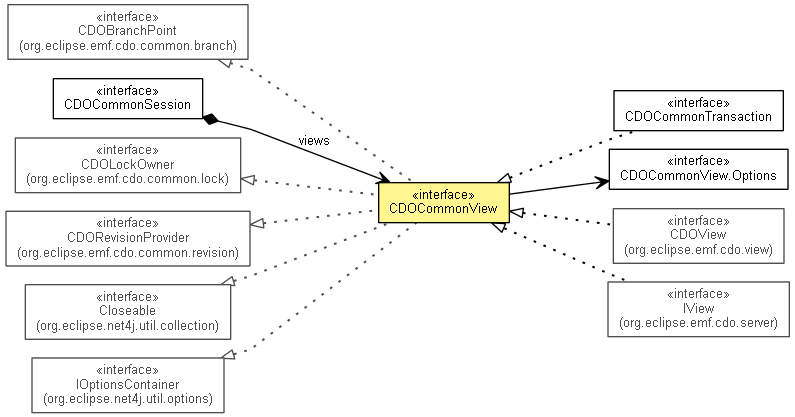 «interface»
CDOBranchPoint
(org.eclipse.emf.cdo.common.branch)
«interface»
CDOCommonSession
views
«interface»
CDOLockOwner
(org.eclipse.emf.cdo.common.lock)
«interface»
CDORevisionProvider
(org.eclipse.emf.cdo.common.revision)
«interface»
Closeable
(org.eclipse.net4j.util.collection)
«interface»
IOptionsContainer
(org.eclipse.net4j.util.options)
«interface»
CDOCommonView
«interface»
CDOCommonTransaction
«interface»
CDOCommonView.Options
«interface»
CDOView
(org.eclipse.emf.cdo.view)
«interface»
IView
(org.eclipse.emf.cdo.server)